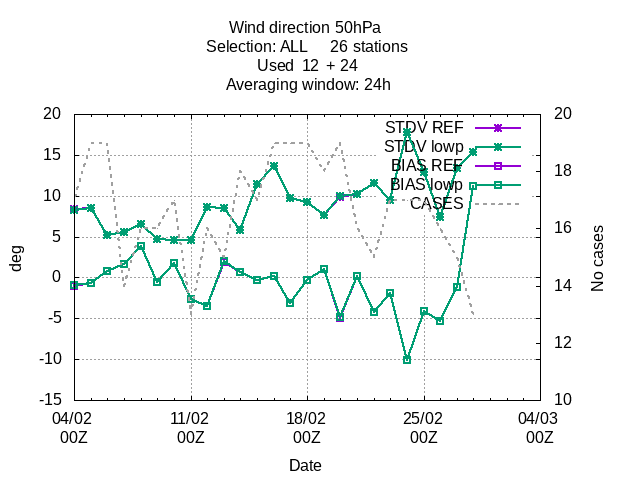 Wind direction 50hPa
Selection: ALL 26 stations
Used 12 + 24
Averaging window: 24h
20 20
STDV REF
15 STDV lowp
18 BIAS REF
10 BIAS lowp
CASES
5 16
deg
No cases
0 14
-5
12
-10
-15 10
04/02 11/02 18/02 25/02 04/03
00Z 00Z 00Z 00Z 00Z
Date